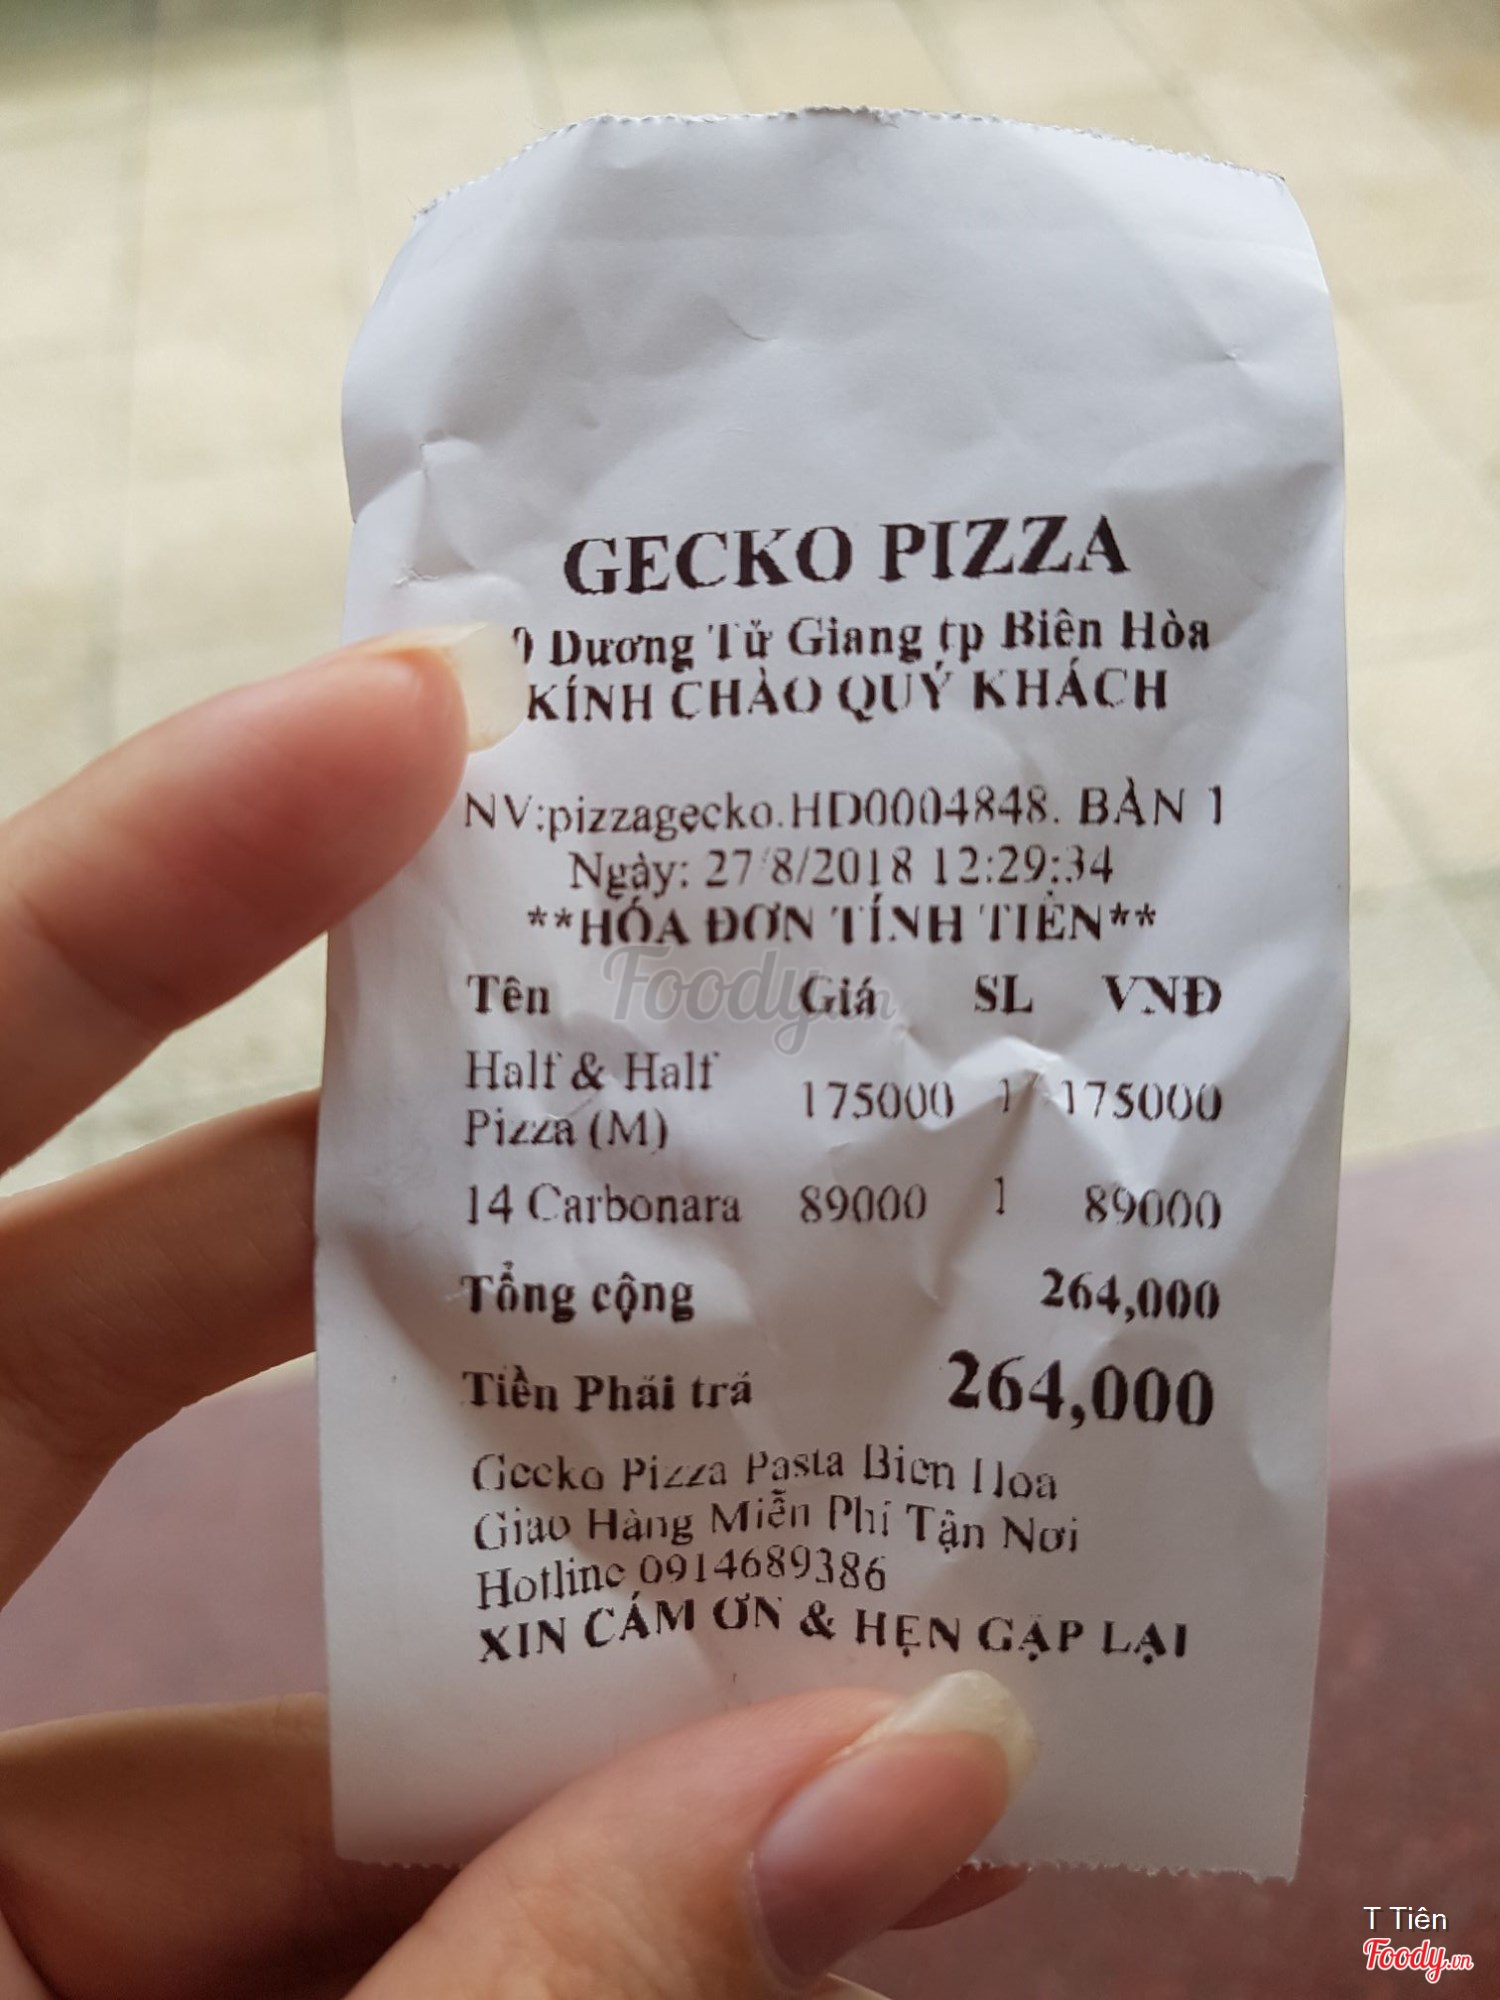 GECKO PIZZA
Dương Tử Giang tp Biên Hòa
KÍNH CHÀO QUÝ KHÁCH
NV:pizzagecko.HD0004848. BÀN 1
Ngày: 27/8/2018 12:29:34
**HÓA ĐƠN TÍNH TIỀN**
Tên Giá SL VNĐ
Half & Half
Pizza (M) 175000 1 175000
14 Carbonara 89000 1 89000
Tổng cộng 264,000
Tiền Phải trả 264,000
Gecko Pizza Pasta Bien Hoa
Giao Hàng Miễn Phí Tận Nơi
Hotline 0914689386
XIN CÁM ƠN & HẸN GẶP LẠI
Foody.vn
T Tiên
Foody.vn